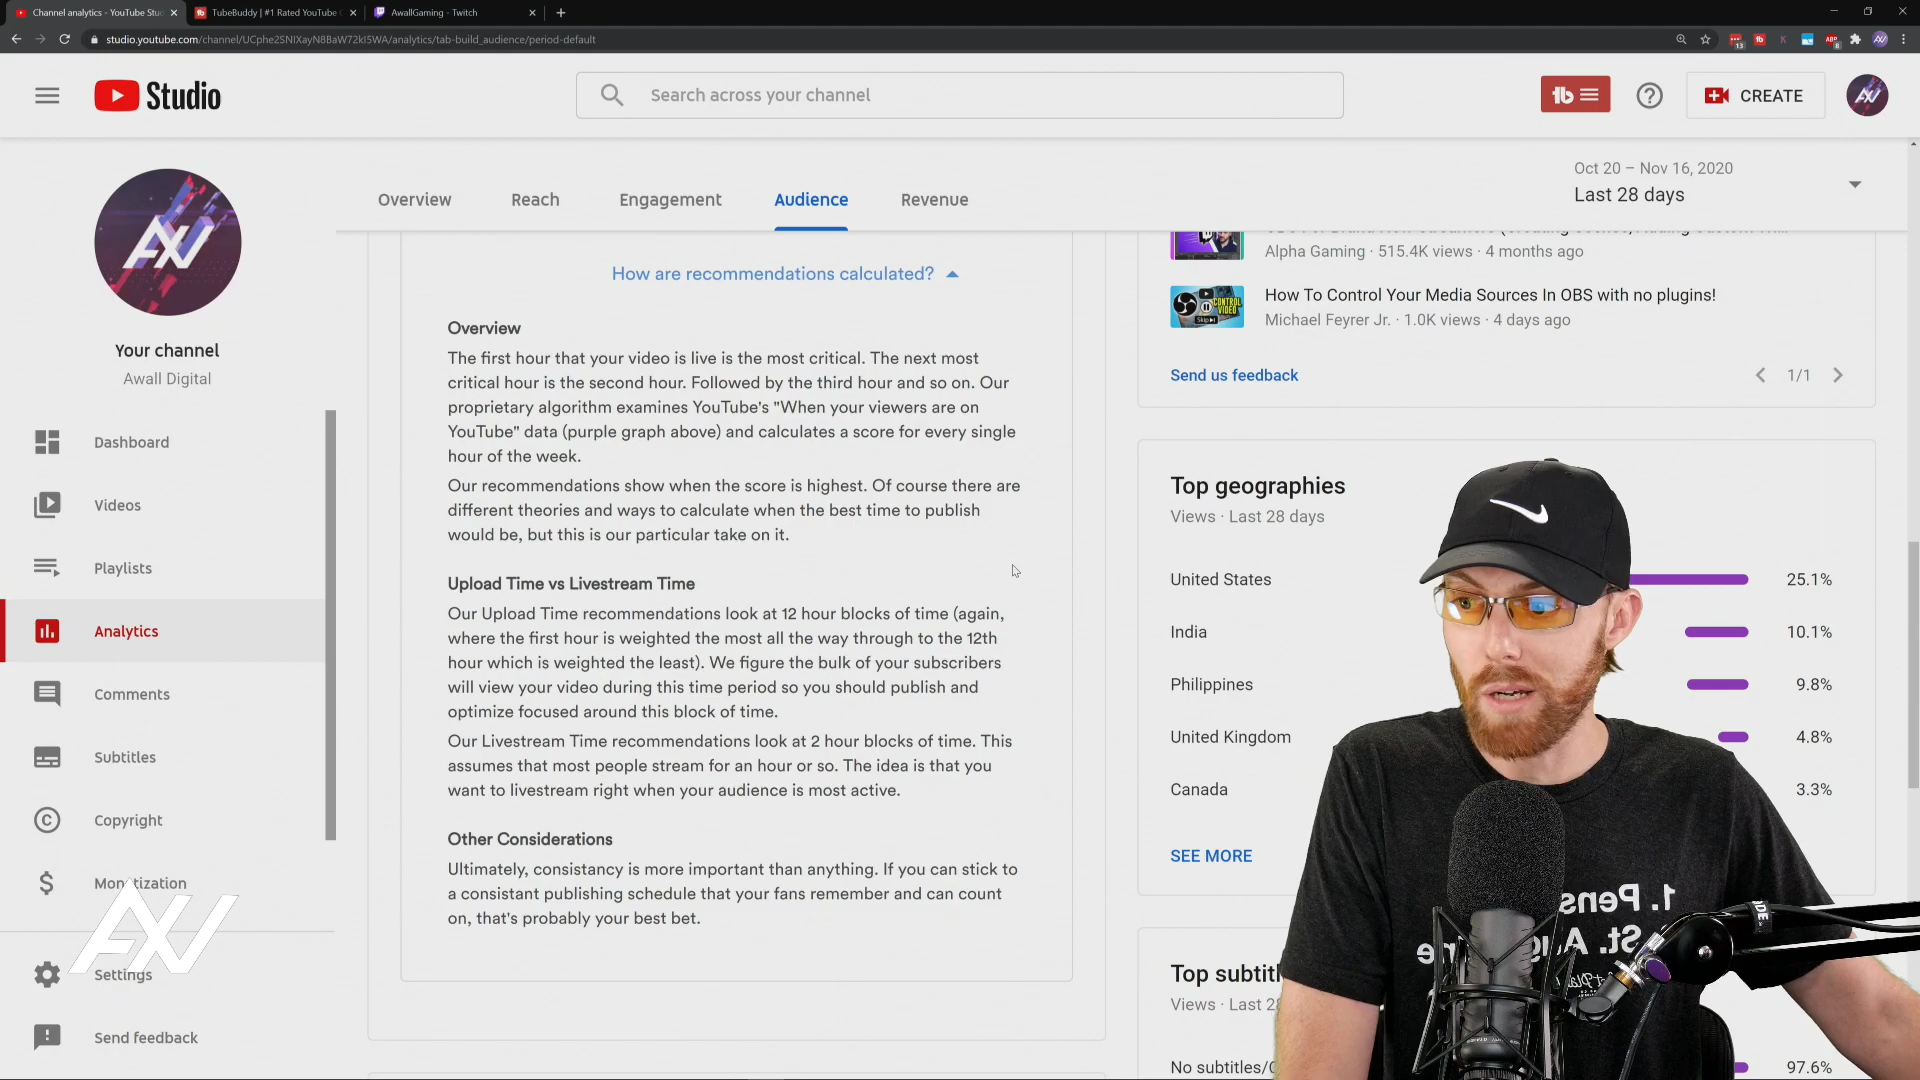 Channel analytics - YouTube Stu
TubeBuddy | #1 Rated YouTube
AwallGaming - Twitch
studio.youtube.com/channel/UCphe2SNIXayN8BaW72kI5WA/analytics/tab-build_audience/period-default
Studio
Search across your channel
tb
CREATE
Your channel
Awall Digital
Dashboard
Videos
Playlists
Analytics
Comments
Subtitles
Copyright
Monetization
Settings
Send feedback
Overview
Reach
Engagement
Audience
Revenue
Oct 20 – Nov 16, 2020
Last 28 days
How are recommendations calculated?
Overview
The first hour that your video is live is the most critical. The next most
critical hour is the second hour. Followed by the third hour and so on. Our
proprietary algorithm examines YouTube's "When your viewers are on
YouTube" data (purple graph above) and calculates a score for every single
hour of the week.
Our recommendations show when the score is highest. Of course there are
different theories and ways to calculate when the best time to publish
would be, but this is our particular take on it.
Upload Time vs Livestream Time
Our Upload Time recommendations look at 12 hour blocks of time (again,
where the first hour is weighted the most all the way through to the 12th
hour which is weighted the least). We figure the bulk of your subscribers
will view your video during this time period so you should publish and
optimize focused around this block of time.
Our Livestream Time recommendations look at 2 hour blocks of time. This
assumes that most people stream for an hour or so. The idea is that you
want to livestream right when your audience is most active.
Other Considerations
Ultimately, consistancy is more important than anything. If you can stick to
a consistant publishing schedule that your fans remember and can count
on, that's probably your best bet.
Alpha Gaming · 515.4K views · 4 months ago
How To Control Your Media Sources In OBS with no plugins!
Michael Feyrer Jr. · 1.0K views · 4 days ago
Send us feedback
1/1
Top geographies
Views · Last 28 days
United States 25.1%
India 10.1%
Philippines 9.8%
United Kingdom 4.8%
Canada 3.3%
SEE MORE
1. Pens
St. Aug
Top subtitl
Views · Last 28
No subtitles/C 97.6%